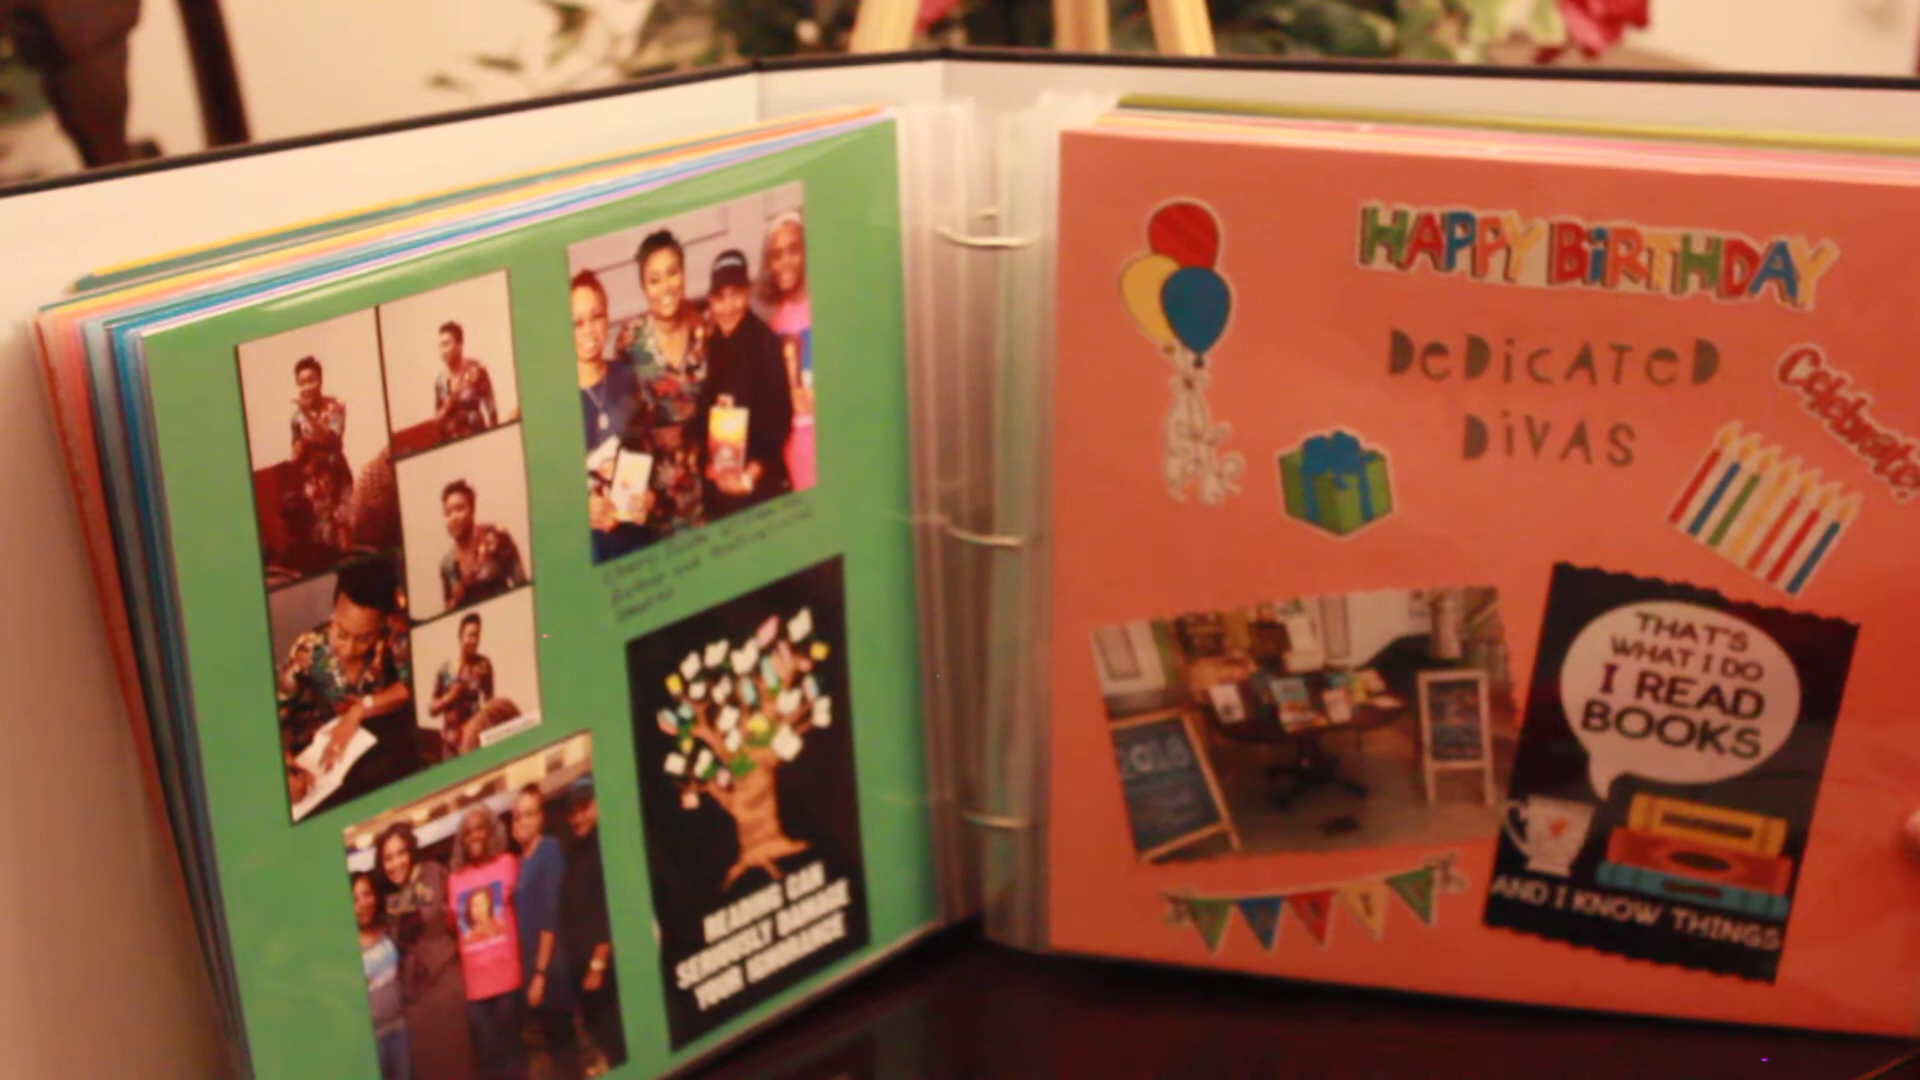 READING CAN
SERIOUSLY DAMAGE
YOUR IGNORANCE
HAPPY BIRTHDAY
DeDiCATeD
DiVAS
Celebrate!
2018
THAT'S
WHAT I DO
I READ
BOOKS
AND I KNOW THINGS